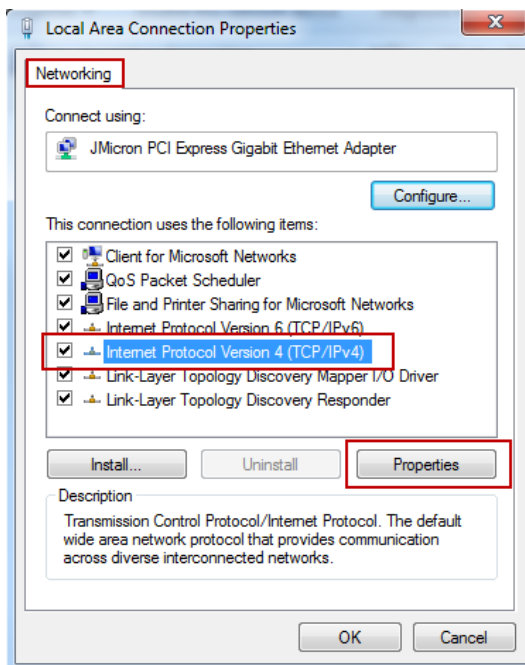 Local Area Connection Properties
Networking
Connect using:
JMicron PCI Express Gigabit Ethernet Adapter
Configure...
This connection uses the following items:
Client for Microsoft Networks
QoS Packet Scheduler
File and Printer Sharing for Microsoft Networks
Internet Protocol Version 6 (TCP/IPv6)
Internet Protocol Version 4 (TCP/IPv4)
Link-Layer Topology Discovery Mapper I/O Driver
Link-Layer Topology Discovery Responder
Install... Uninstall Properties
Description
Transmission Control Protocol/Internet Protocol. The default
wide area network protocol that provides communication
across diverse interconnected networks.
OK Cancel